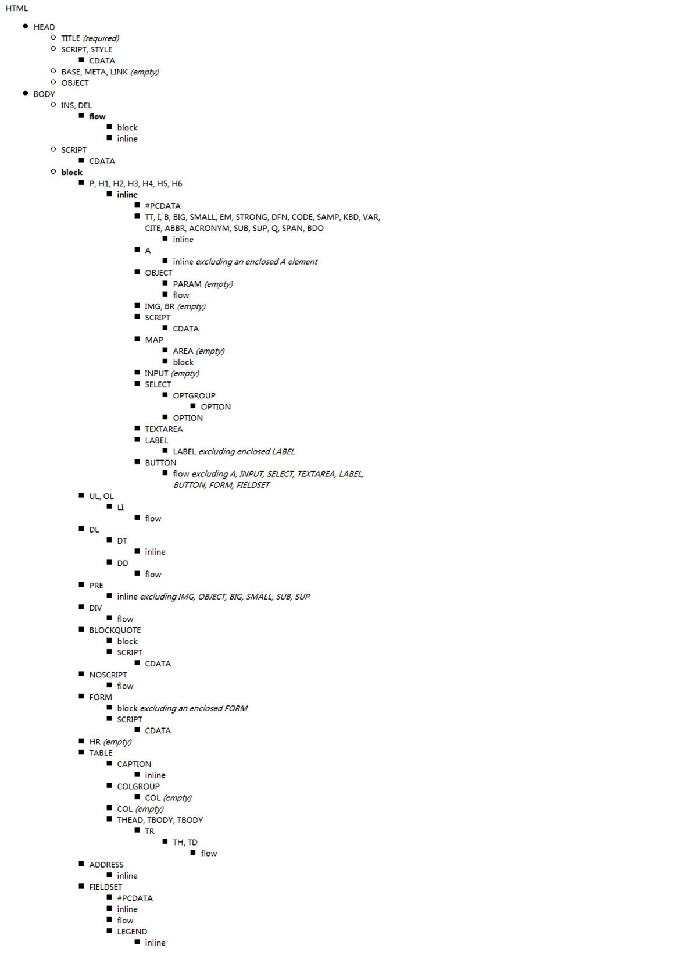 HTML
HEAD
TITLE (required)
SCRIPT, STYLE
CDATA
BASE, META, LINK (empty)
OBJECT
BODY
INS, DEL
flow
block
inline
SCRIPT
CDATA
block
P, H1, H2, H3, H4, H5, H6
inline
#PCDATA
TT, I, B, BIG, SMALL, EM, STRONG, DFN, CODE, SAMP, KBD, VAR,
CITE, ABBR, ACRONYM, SUB, SUP, Q, SPAN, BDO
inline
A
inline excluding an enclosed A element
OBJECT
PARAM (empty)
flow
IMG, BR (empty)
SCRIPT
CDATA
MAP
AREA (empty)
block
INPUT (empty)
SELECT
OPTGROUP
OPTION
OPTION
TEXTAREA
LABEL
LABEL excluding enclosed LABEL
BUTTON
flow excluding A, INPUT, SELECT, TEXTAREA, LABEL,
BUTTON, FORM, FIELDSET
UL, OL
LI
flow
DL
DT
inline
DD
flow
PRE
inline excluding IMG, OBJECT, BIG, SMALL, SUB, SUP
DIV
flow
BLOCKQUOTE
block
SCRIPT
CDATA
NOSCRIPT
flow
FORM
block excluding an enclosed FORM
SCRIPT
CDATA
HR (empty)
TABLE
CAPTION
inline
COLGROUP
COL (empty)
COL (empty)
THEAD, TBODY, TBODY
TR
TH, TD
flow
ADDRESS
inline
FIELDSET
#PCDATA
inline
flow
LEGEND
inline